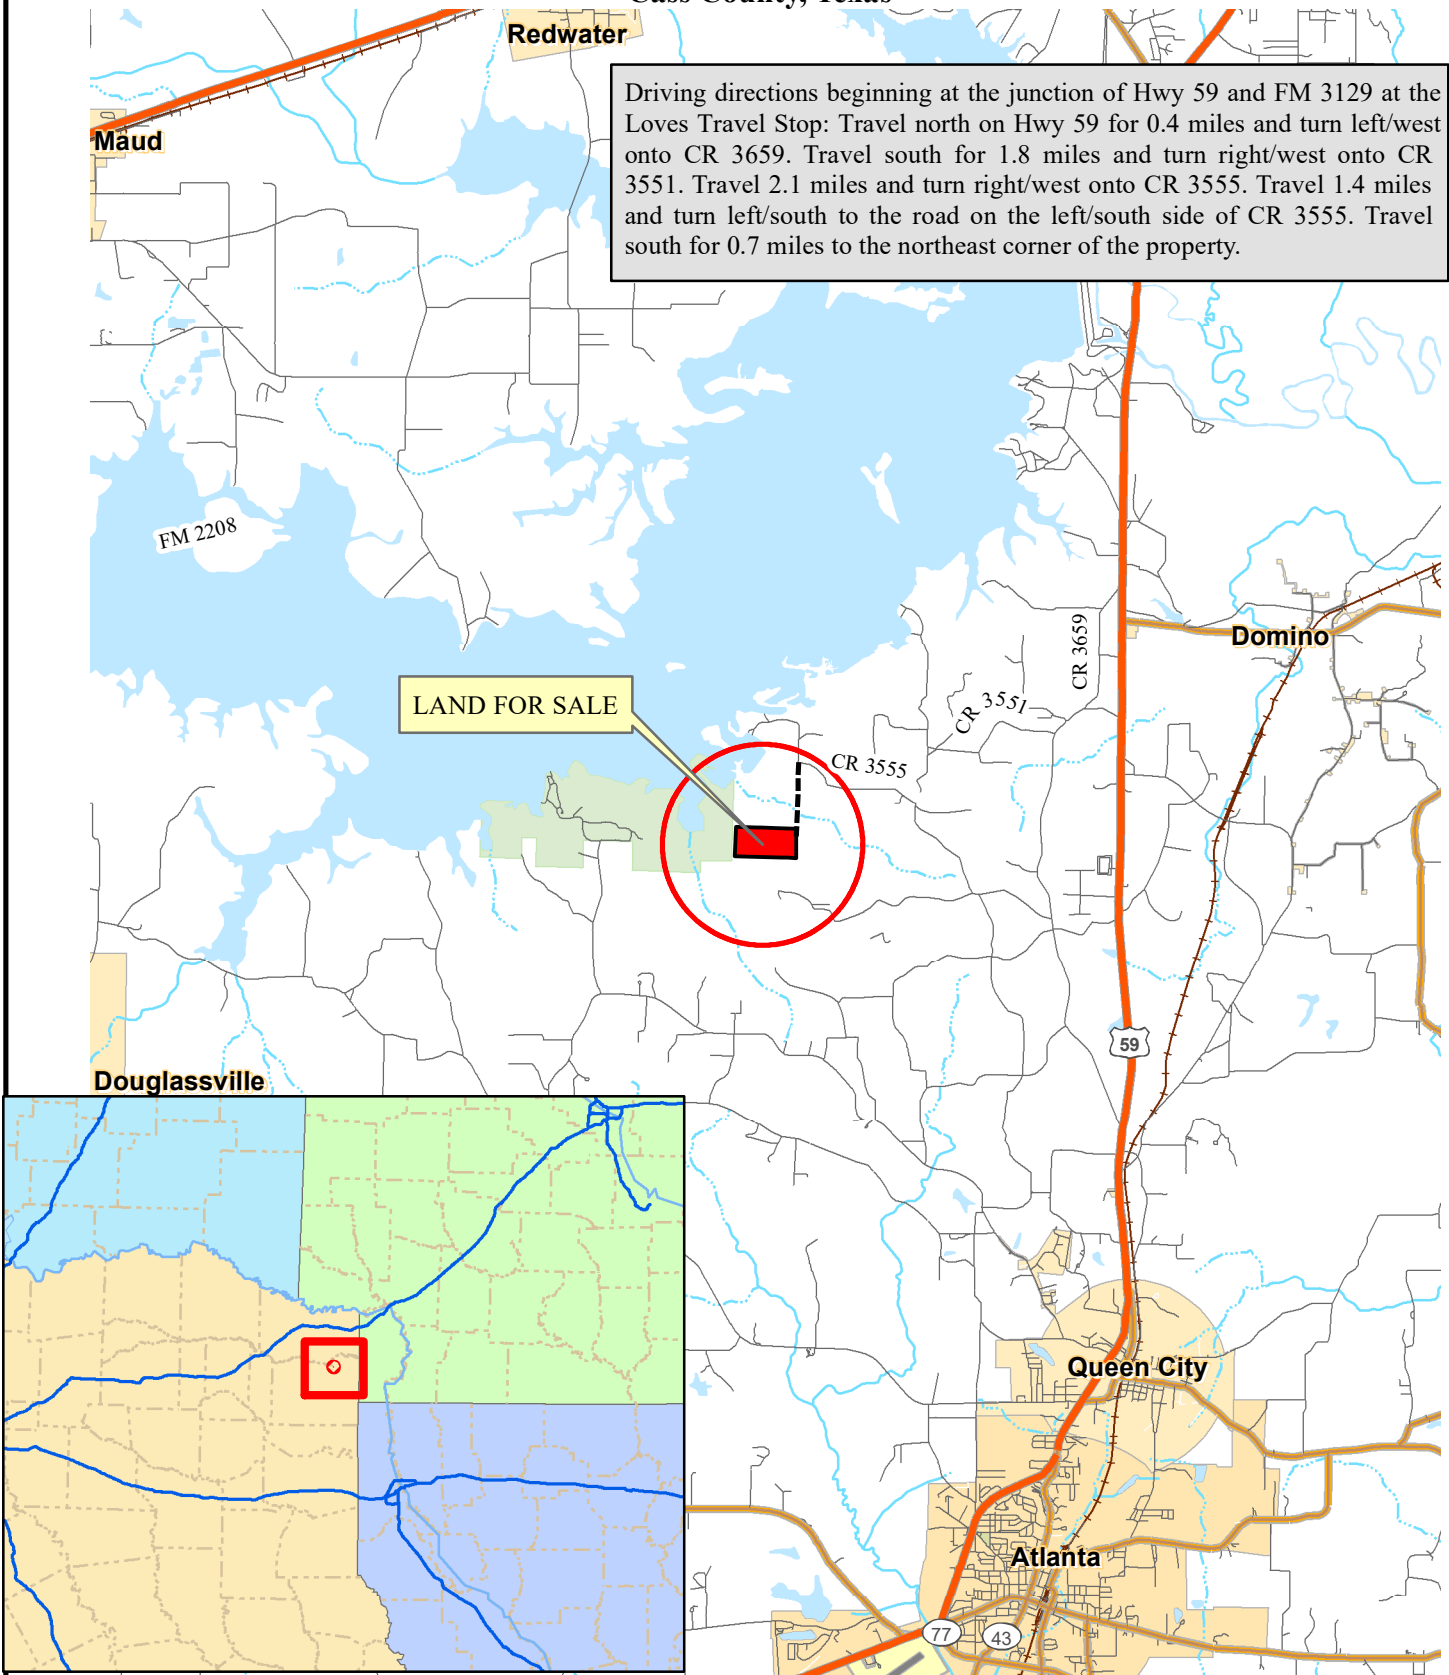 Cass County, Texas
Redwater
Driving directions beginning at the junction of Hwy 59 and FM 3129 at the
Loves Travel Stop: Travel north on Hwy 59 for 0.4 miles and turn left/west
onto CR 3659. Travel south for 1.8 miles and turn right/west onto CR
3551. Travel 2.1 miles and turn right/west onto CR 3555. Travel 1.4 miles
and turn left/south to the road on the left/south side of CR 3555. Travel
south for 0.7 miles to the northeast corner of the property.
Maud
FM 2208
CR 3659
Domino
LAND FOR SALE
CR 3551
CR 3555
59
Douglassville
Queen City
Atlanta
77
43